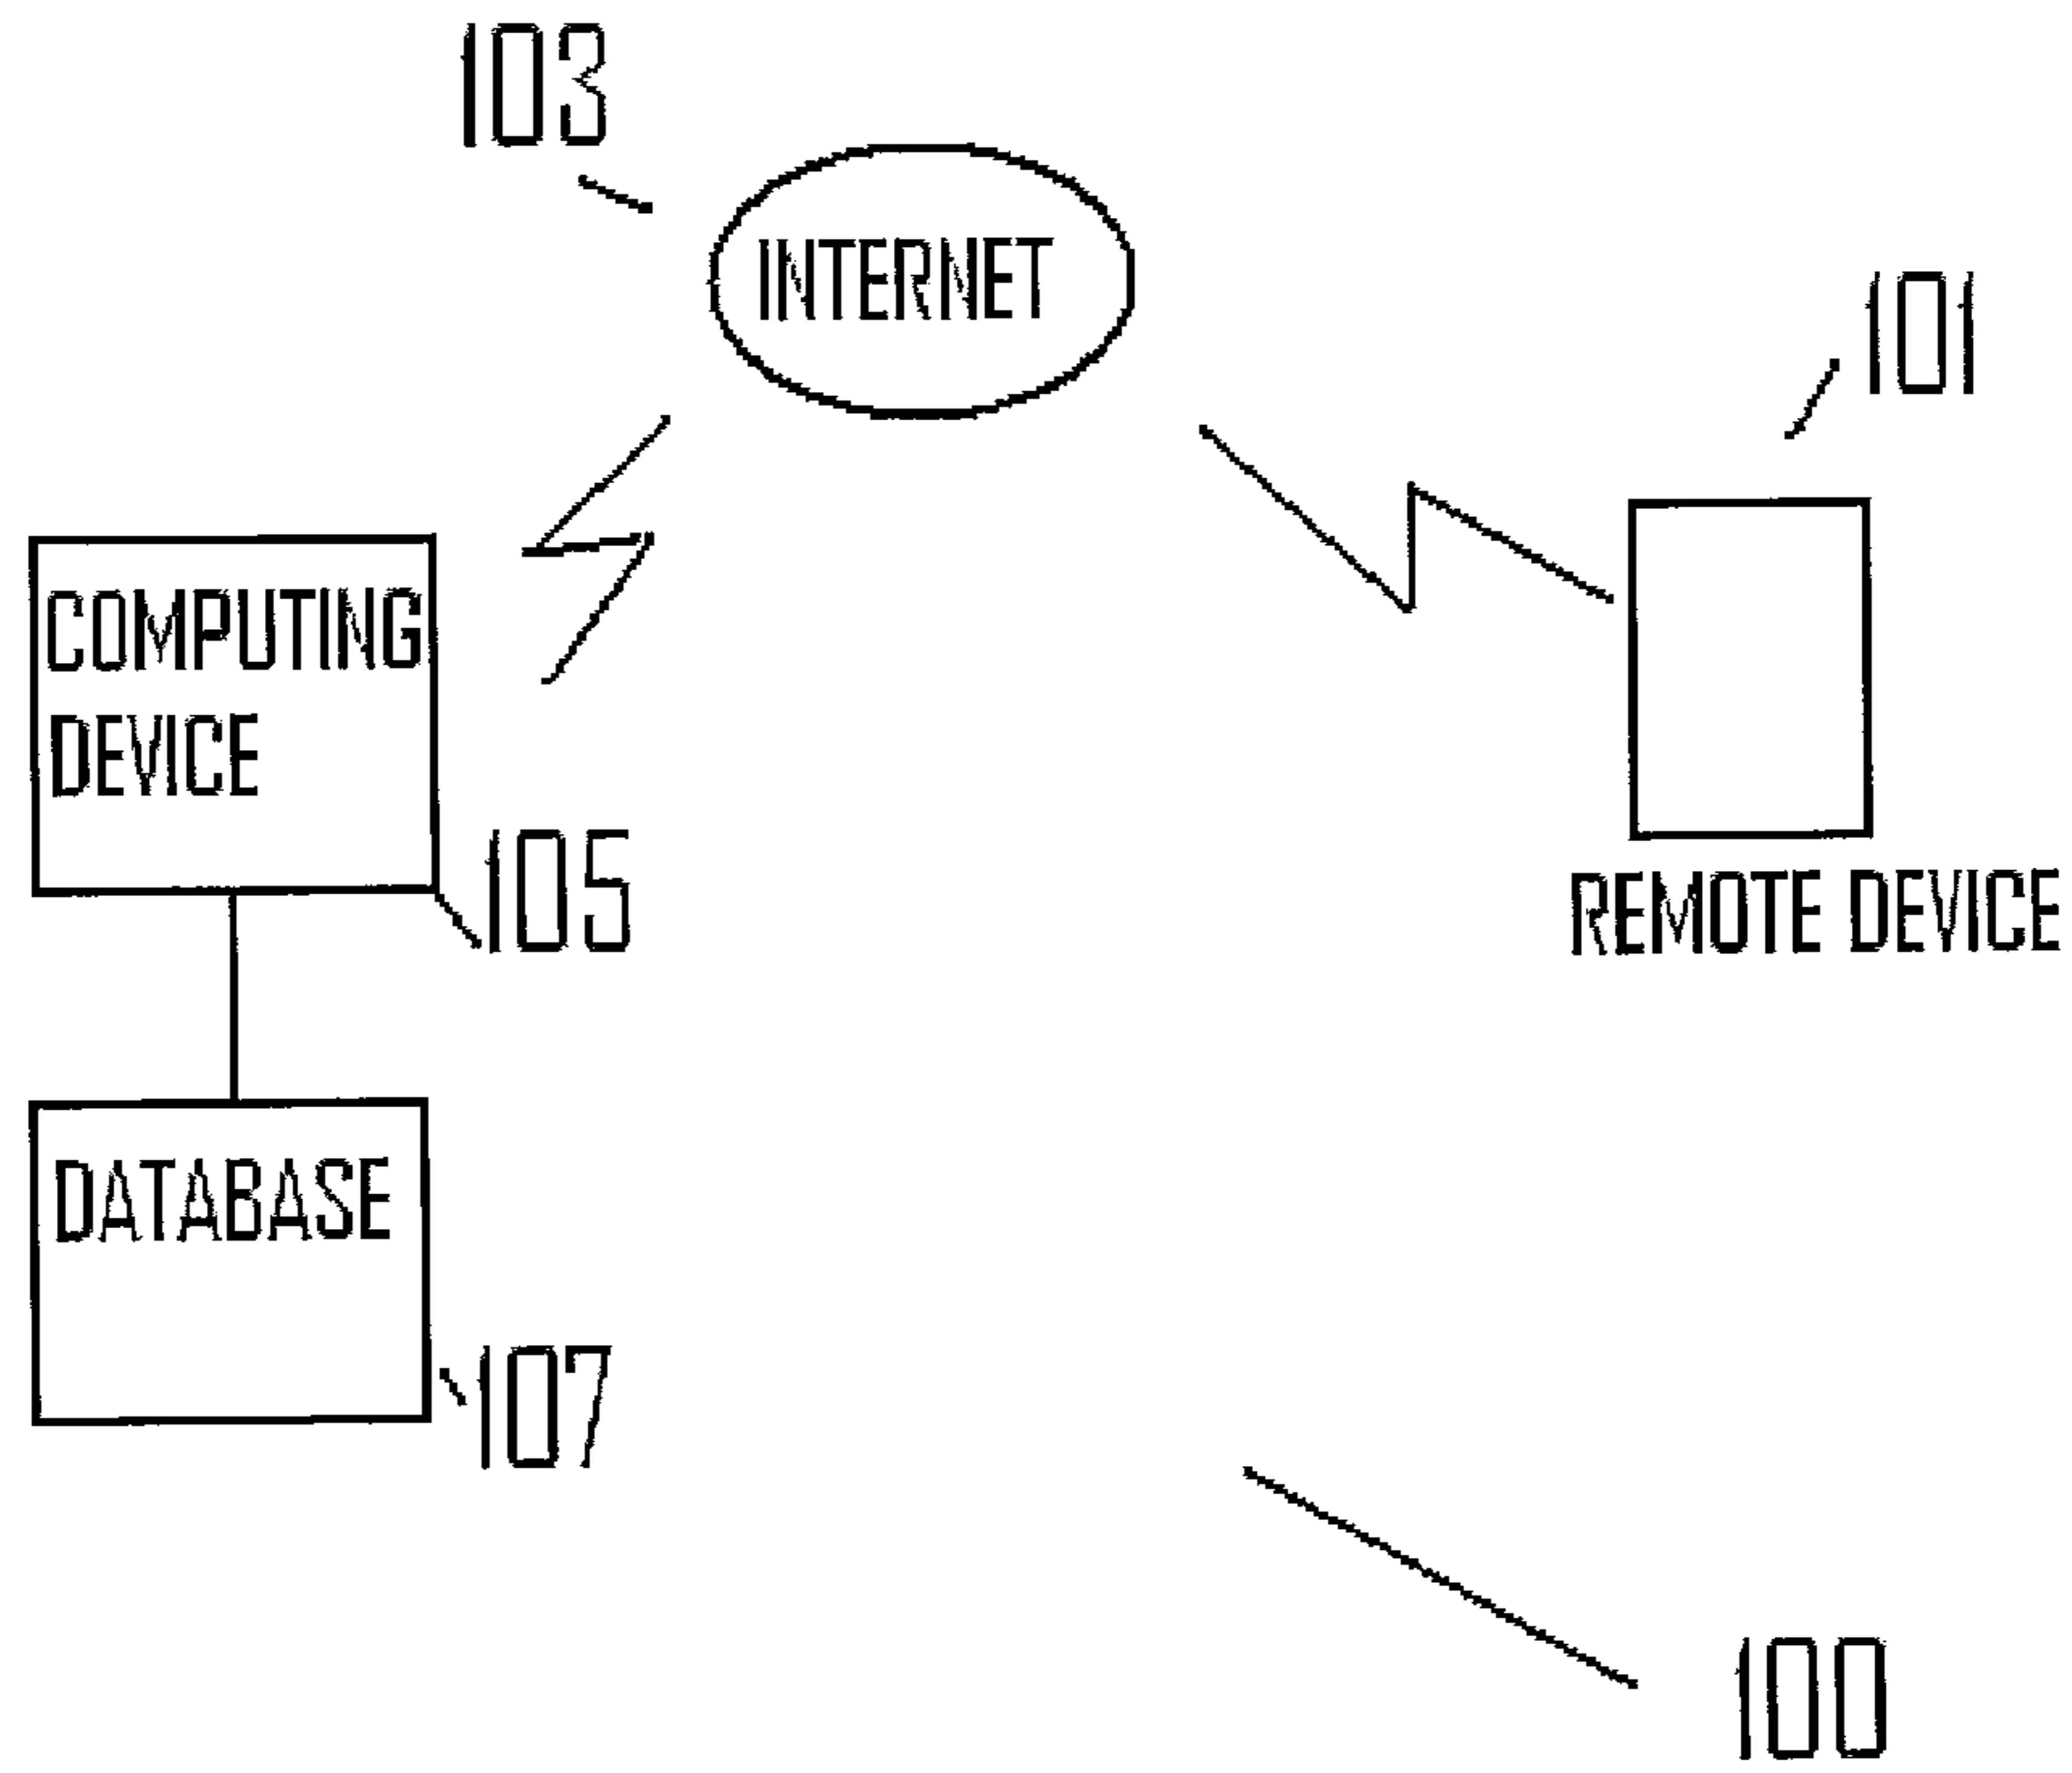 103
INTERNET
101
COMPUTING
DEVICE
105
REMOTE DEVICE
DATABASE
107
100